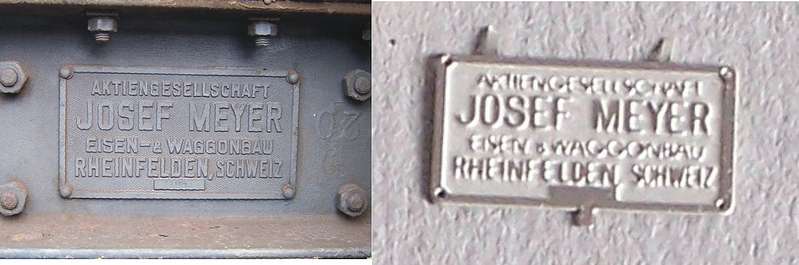 AKTIENGESELLSCHAFT
JOSEF MEYER
EISEN- & WAGGONBAU
RHEINFELDEN, SCHWEIZ
AKTIENGESELLSCHAFT
JOSEF MEYER
EISEN & WAGGONBAU
RHEINFELDEN, SCHWEIZ